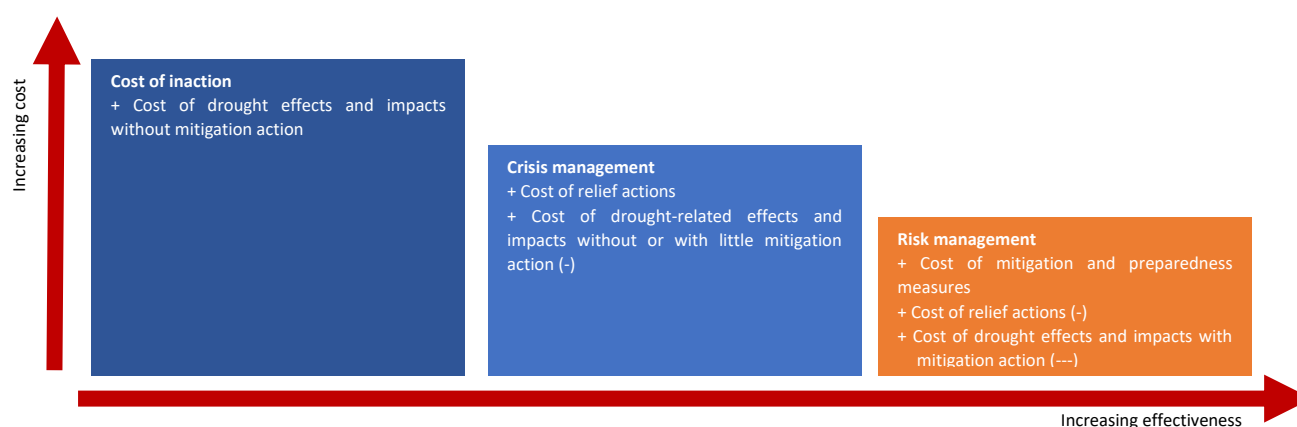 Increasing cost
Cost of inaction
+ Cost of drought effects and impacts
without mitigation action
Crisis management
+ Cost of relief actions
+ Cost of drought-related effects and
impacts without or with little mitigation
action (-)
Risk management
+ Cost of mitigation and preparedness
measures
+ Cost of relief actions (-)
+ Cost of drought effects and impacts with
mitigation action (---)
Increasing effectiveness